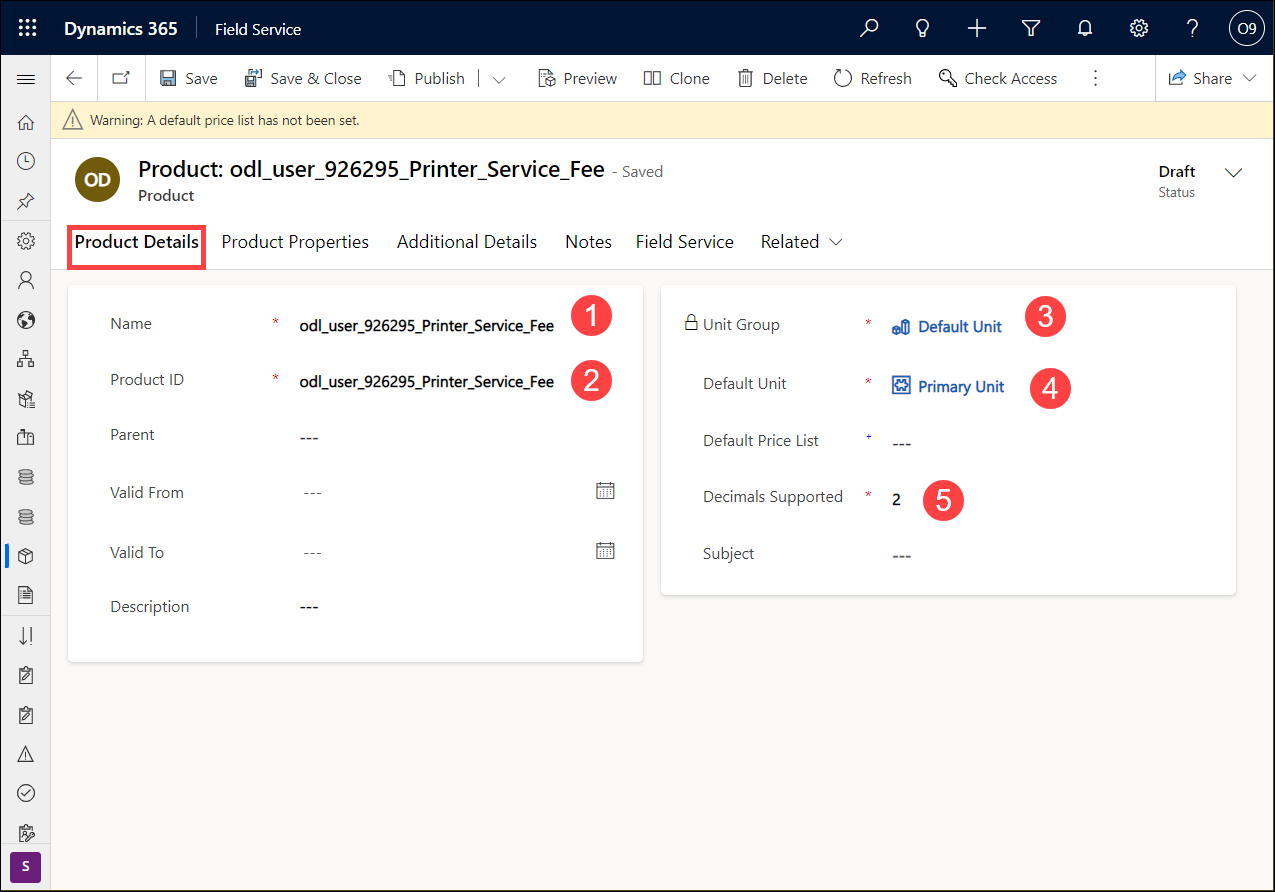 Dynamics 365 Field Service O9
Save Save & Close Publish Preview Clone Delete Refresh Check Access Share
Warning: A default price list has not been set.
OD
Product: odl_user_926295_Printer_Service_Fee - Saved
Product
Draft
Status
Product Details Product Properties Additional Details Notes Field Service Related
Name * odl_user_926295_Printer_Service_Fee 1
Product ID * odl_user_926295_Printer_Service_Fee 2
Parent ---
Valid From ---
Valid To ---
Description ---
Unit Group * Default Unit 3
Default Unit * Primary Unit 4
Default Price List + ---
Decimals Supported * 2 5
Subject ---
S